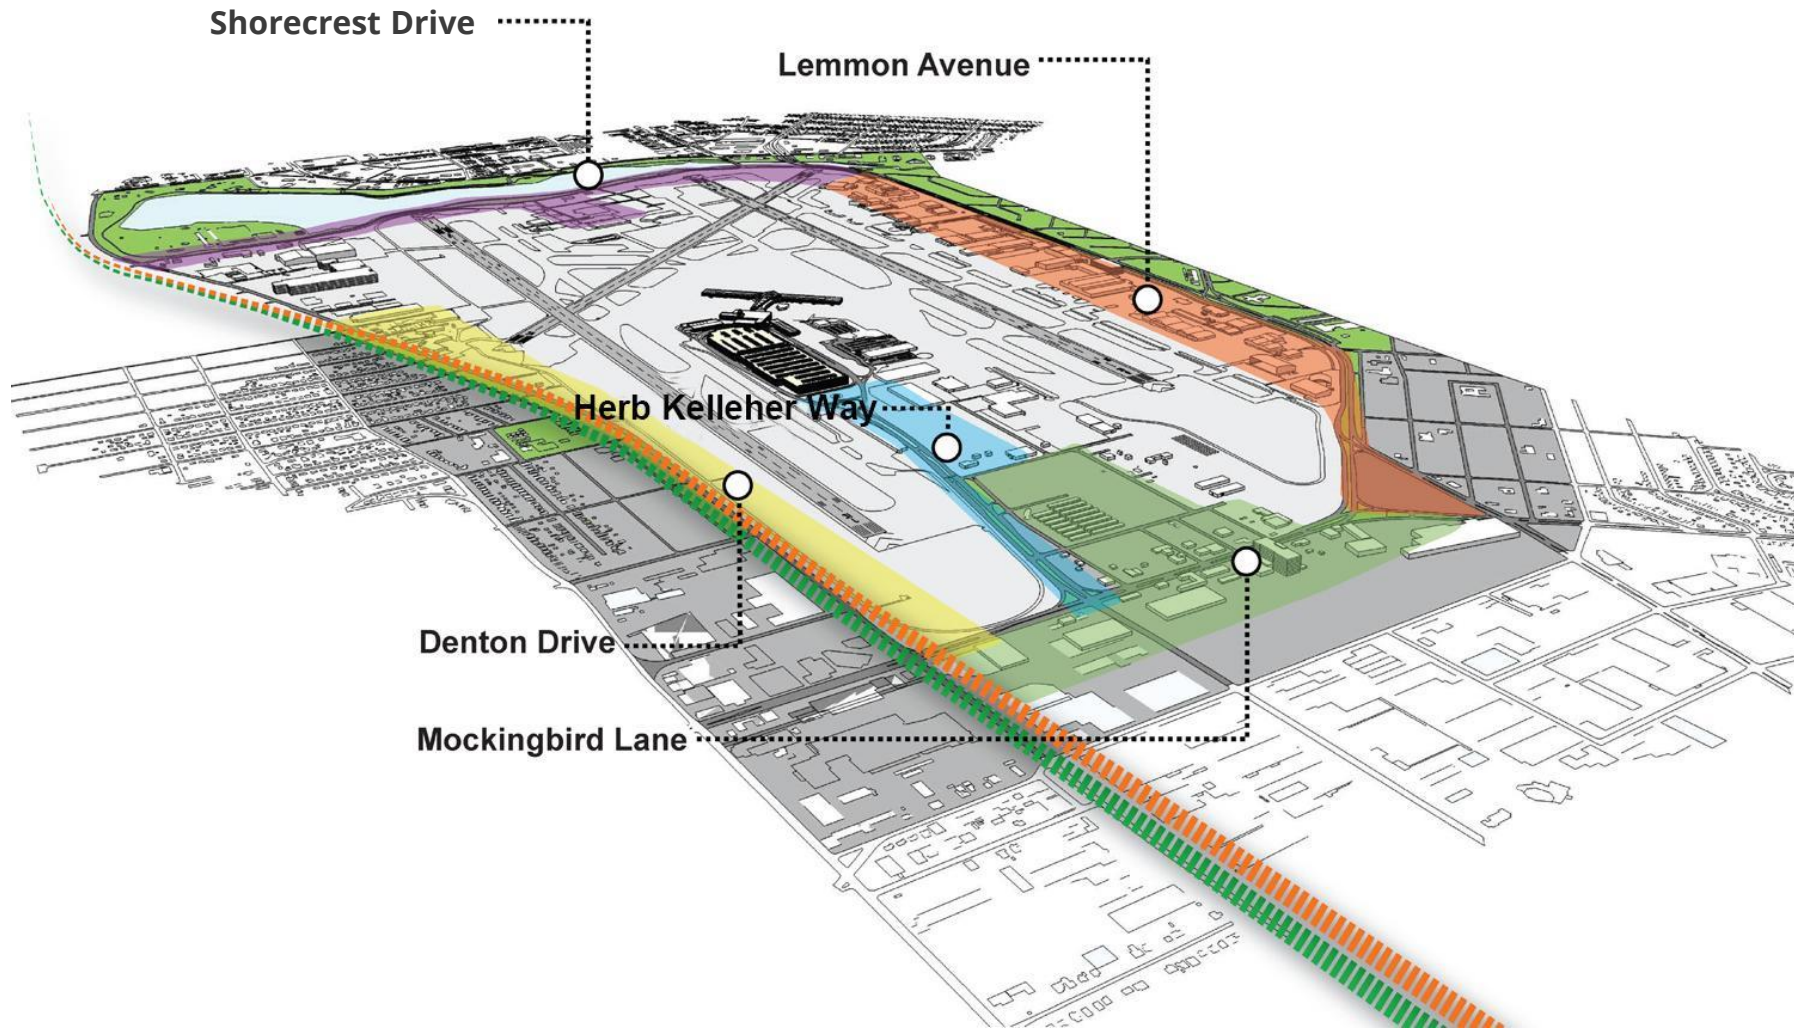 Shorecrest Drive
Lemmon Avenue
Herb Kelleher Way
Denton Drive
Mockingbird Lane